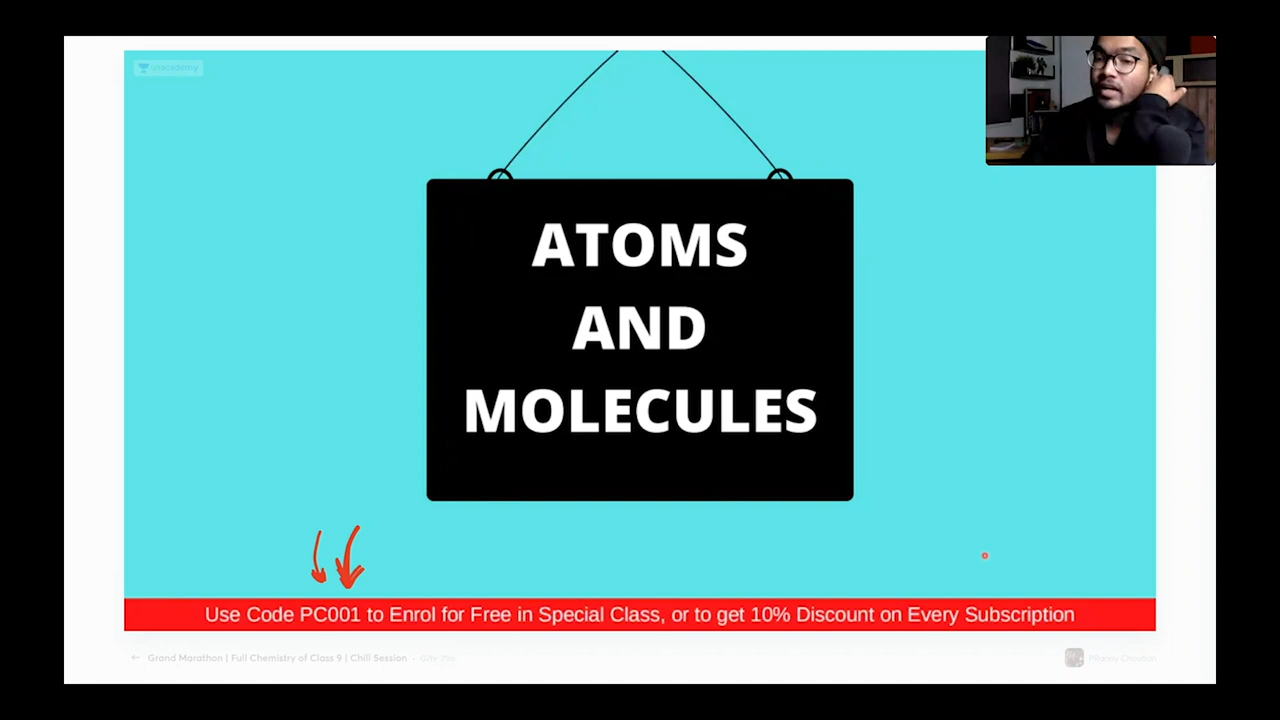 unacademy
ATOMS
AND
MOLECULES
Use Code PC001 to Enrol for Free in Special Class, or to get 10% Discount on Every Subscription
Grand Marathon | Full Chemistry of Class 9 | Chill Session